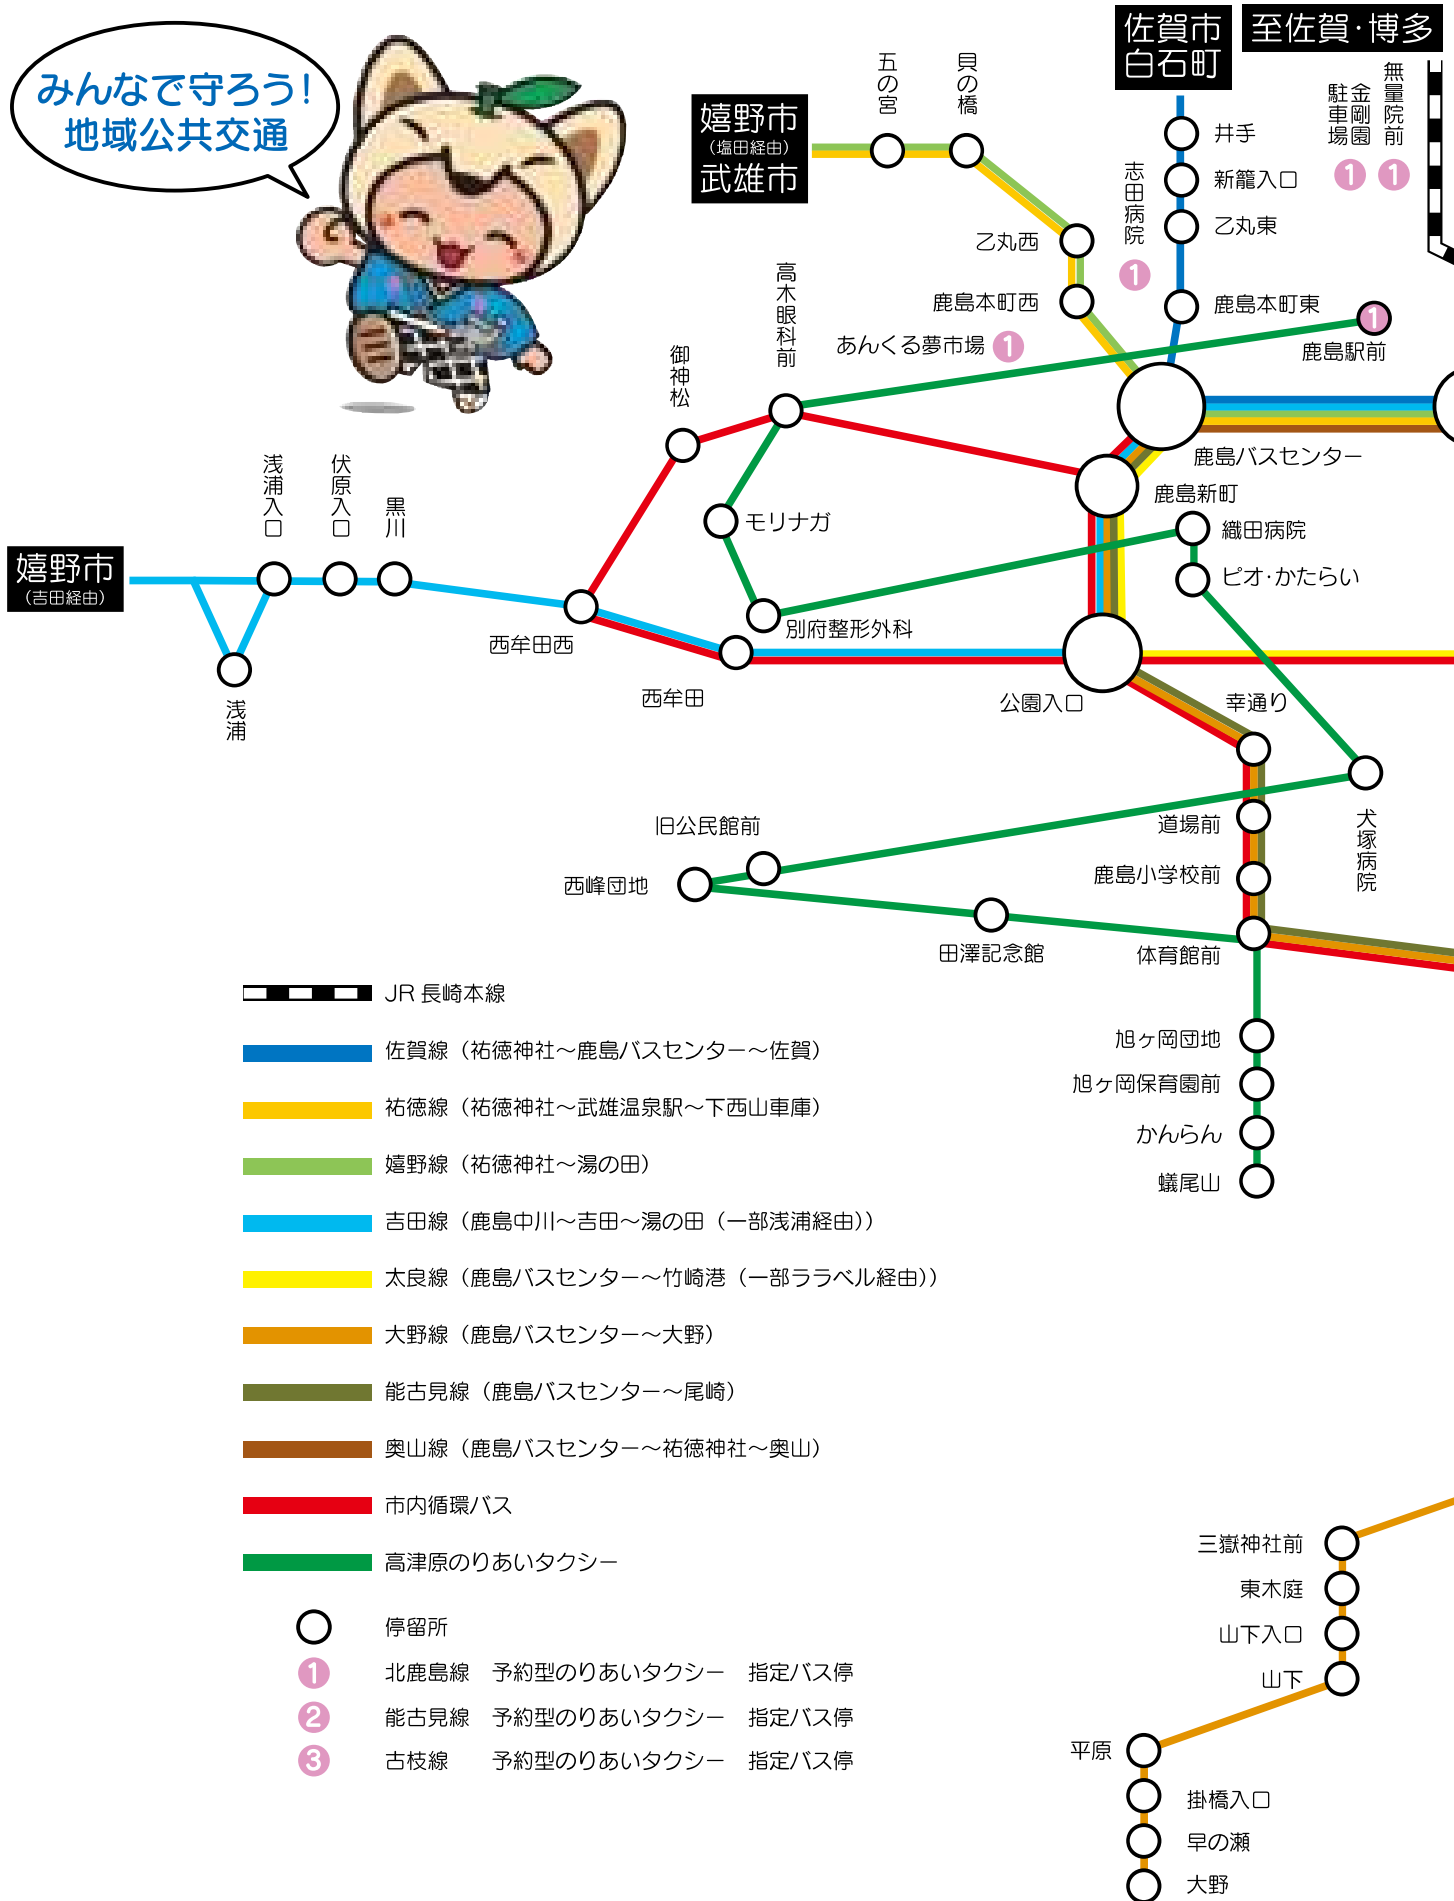 みんなで守ろう!
地域公共交通
嬉野市
(塩田経由)
武雄市
五の宮
貝の橋
佐賀市
白石町
至佐賀・博多
井手
新籠入口
乙丸東
鹿島本町東
志田病院
1
金剛園
駐車場
1
無量院前
1
乙丸西
鹿島本町西
あんくる夢市場
1
1
鹿島駅前
高木眼科前
御神松
鹿島バスセンター
鹿島新町
モリナガ
織田病院
ピオ・かたらい
別府整形外科
浅浦入口
伏原入口
黒川
嬉野市
(吉田経由)
浅浦
西牟田西
西牟田
公園入口
幸通り
旧公民館前
西峰団地
田澤記念館
道場前
鹿島小学校前
体育館前
犬塚病院
旭ヶ岡団地
旭ヶ岡保育園前
かんらん
蟻尾山
JR 長崎本線
佐賀線（祐徳神社～鹿島バスセンター～佐賀）
祐徳線（祐徳神社～武雄温泉駅～下西山車庫）
嬉野線（祐徳神社～湯の田）
吉田線（鹿島中川～吉田～湯の田（一部浅浦経由））
太良線（鹿島バスセンター～竹崎港（一部ララベル経由））
大野線（鹿島バスセンター～大野）
能古見線（鹿島バスセンター～尾崎）
奥山線（鹿島バスセンター～祐徳神社～奥山）
市内循環バス
高津原のりあいタクシー
停留所
1 北鹿島線　予約型のりあいタクシー　指定バス停
2 能古見線　予約型のりあいタクシー　指定バス停
3 古枝線　予約型のりあいタクシー　指定バス停
三嶽神社前
東木庭
山下入口
山下
平原
掛橋入口
早の瀬
大野